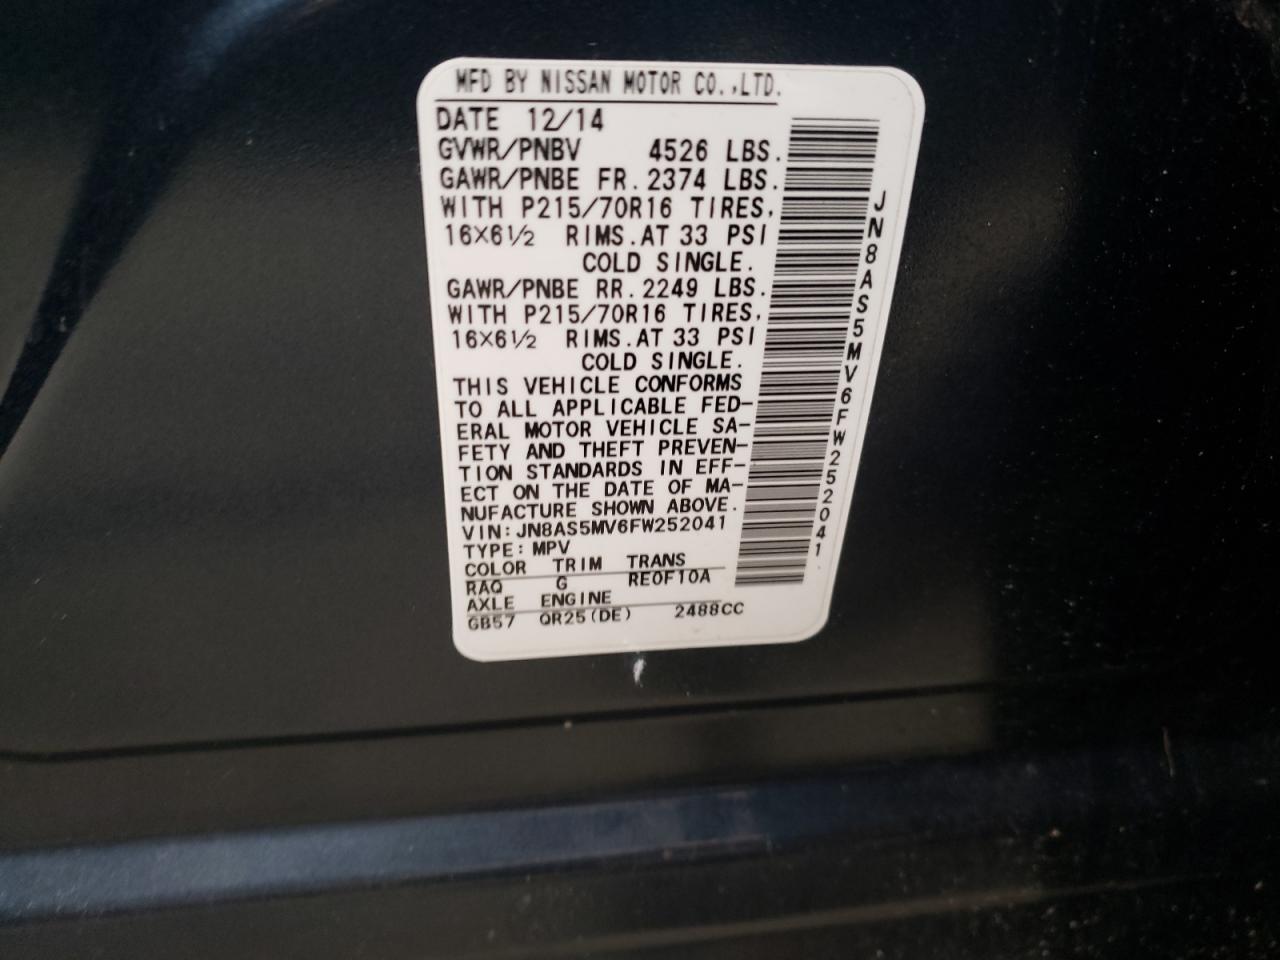 MFD BY NISSAN MOTOR CO.,LTD.
DATE 12/14
GVWR/PNBV 4526 LBS.
GAWR/PNBE FR. 2374 LBS.
WITH P215/70R16 TIRES,
16×6½ RIMS. AT 33 PSI
COLD SINGLE.
GAWR/PNBE RR. 2249 LBS.
WITH P215/70R16 TIRES,
16×6½ RIMS. AT 33 PSI
COLD SINGLE.
THIS VEHICLE CONFORMS
TO ALL APPLICABLE FED-
ERAL MOTOR VEHICLE SA-
FETY AND THEFT PREVEN-
TION STANDARDS IN EFF-
ECT ON THE DATE OF MA-
NUFACTURE SHOWN ABOVE.
VIN: JN8AS5MV6FW252041
TYPE: MPV
COLOR TRIM TRANS
RAQ G RE0F10A
AXLE ENGINE
GB57 QR25(DE) 2488CC
JN8AS5MV6FW252041